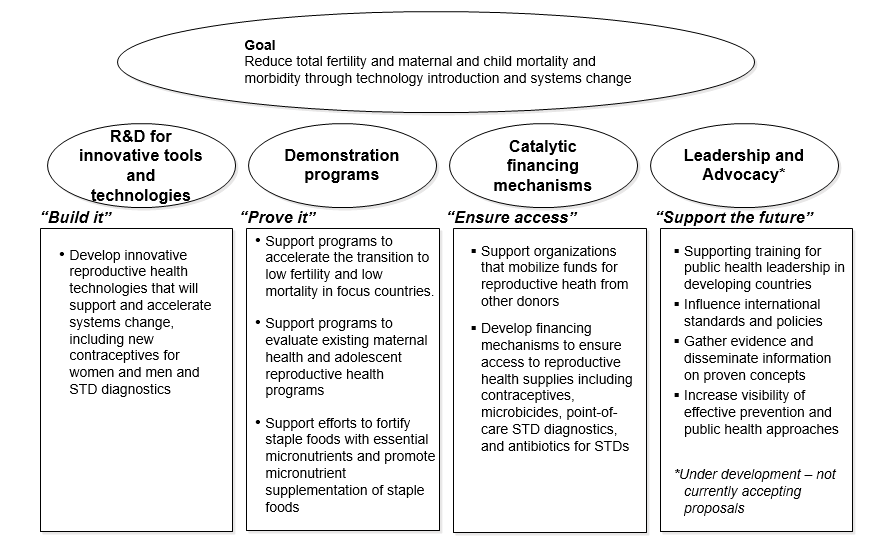 Goal
Reduce total fertility and maternal and child mortality and
morbidity through technology introduction and systems change
R&D for
innovative tools
and
technologies
"Build it"
• Develop innovative
reproductive health
technologies that will
support and accelerate
systems change,
including new
contraceptives for
women and men and
STD diagnostics
Demonstration
programs
"Prove it"
• Support programs to
accelerate the transition to
low fertility and low
mortality in focus countries.
• Support programs to
evaluate existing maternal
health and adolescent
reproductive health
programs
• Support efforts to fortify
staple foods with essential
micronutrients and promote
micronutrient
supplementation of staple
foods
Catalytic
financing
mechanisms
"Ensure access"
▪ Support organizations
that mobilize funds for
reproductive heath from
other donors
▪ Develop financing
mechanisms to ensure
access to reproductive
health supplies including
contraceptives,
microbicides, point-of-
care STD diagnostics,
and antibiotics for STDs
Leadership and
Advocacy*
"Support the future"
▪ Supporting training for
public health leadership in
developing countries
▪ Influence international
standards and policies
▪ Gather evidence and
disseminate information
on proven concepts
▪ Increase visibility of
effective prevention and
public health approaches
*Under development – not
currently accepting
proposals